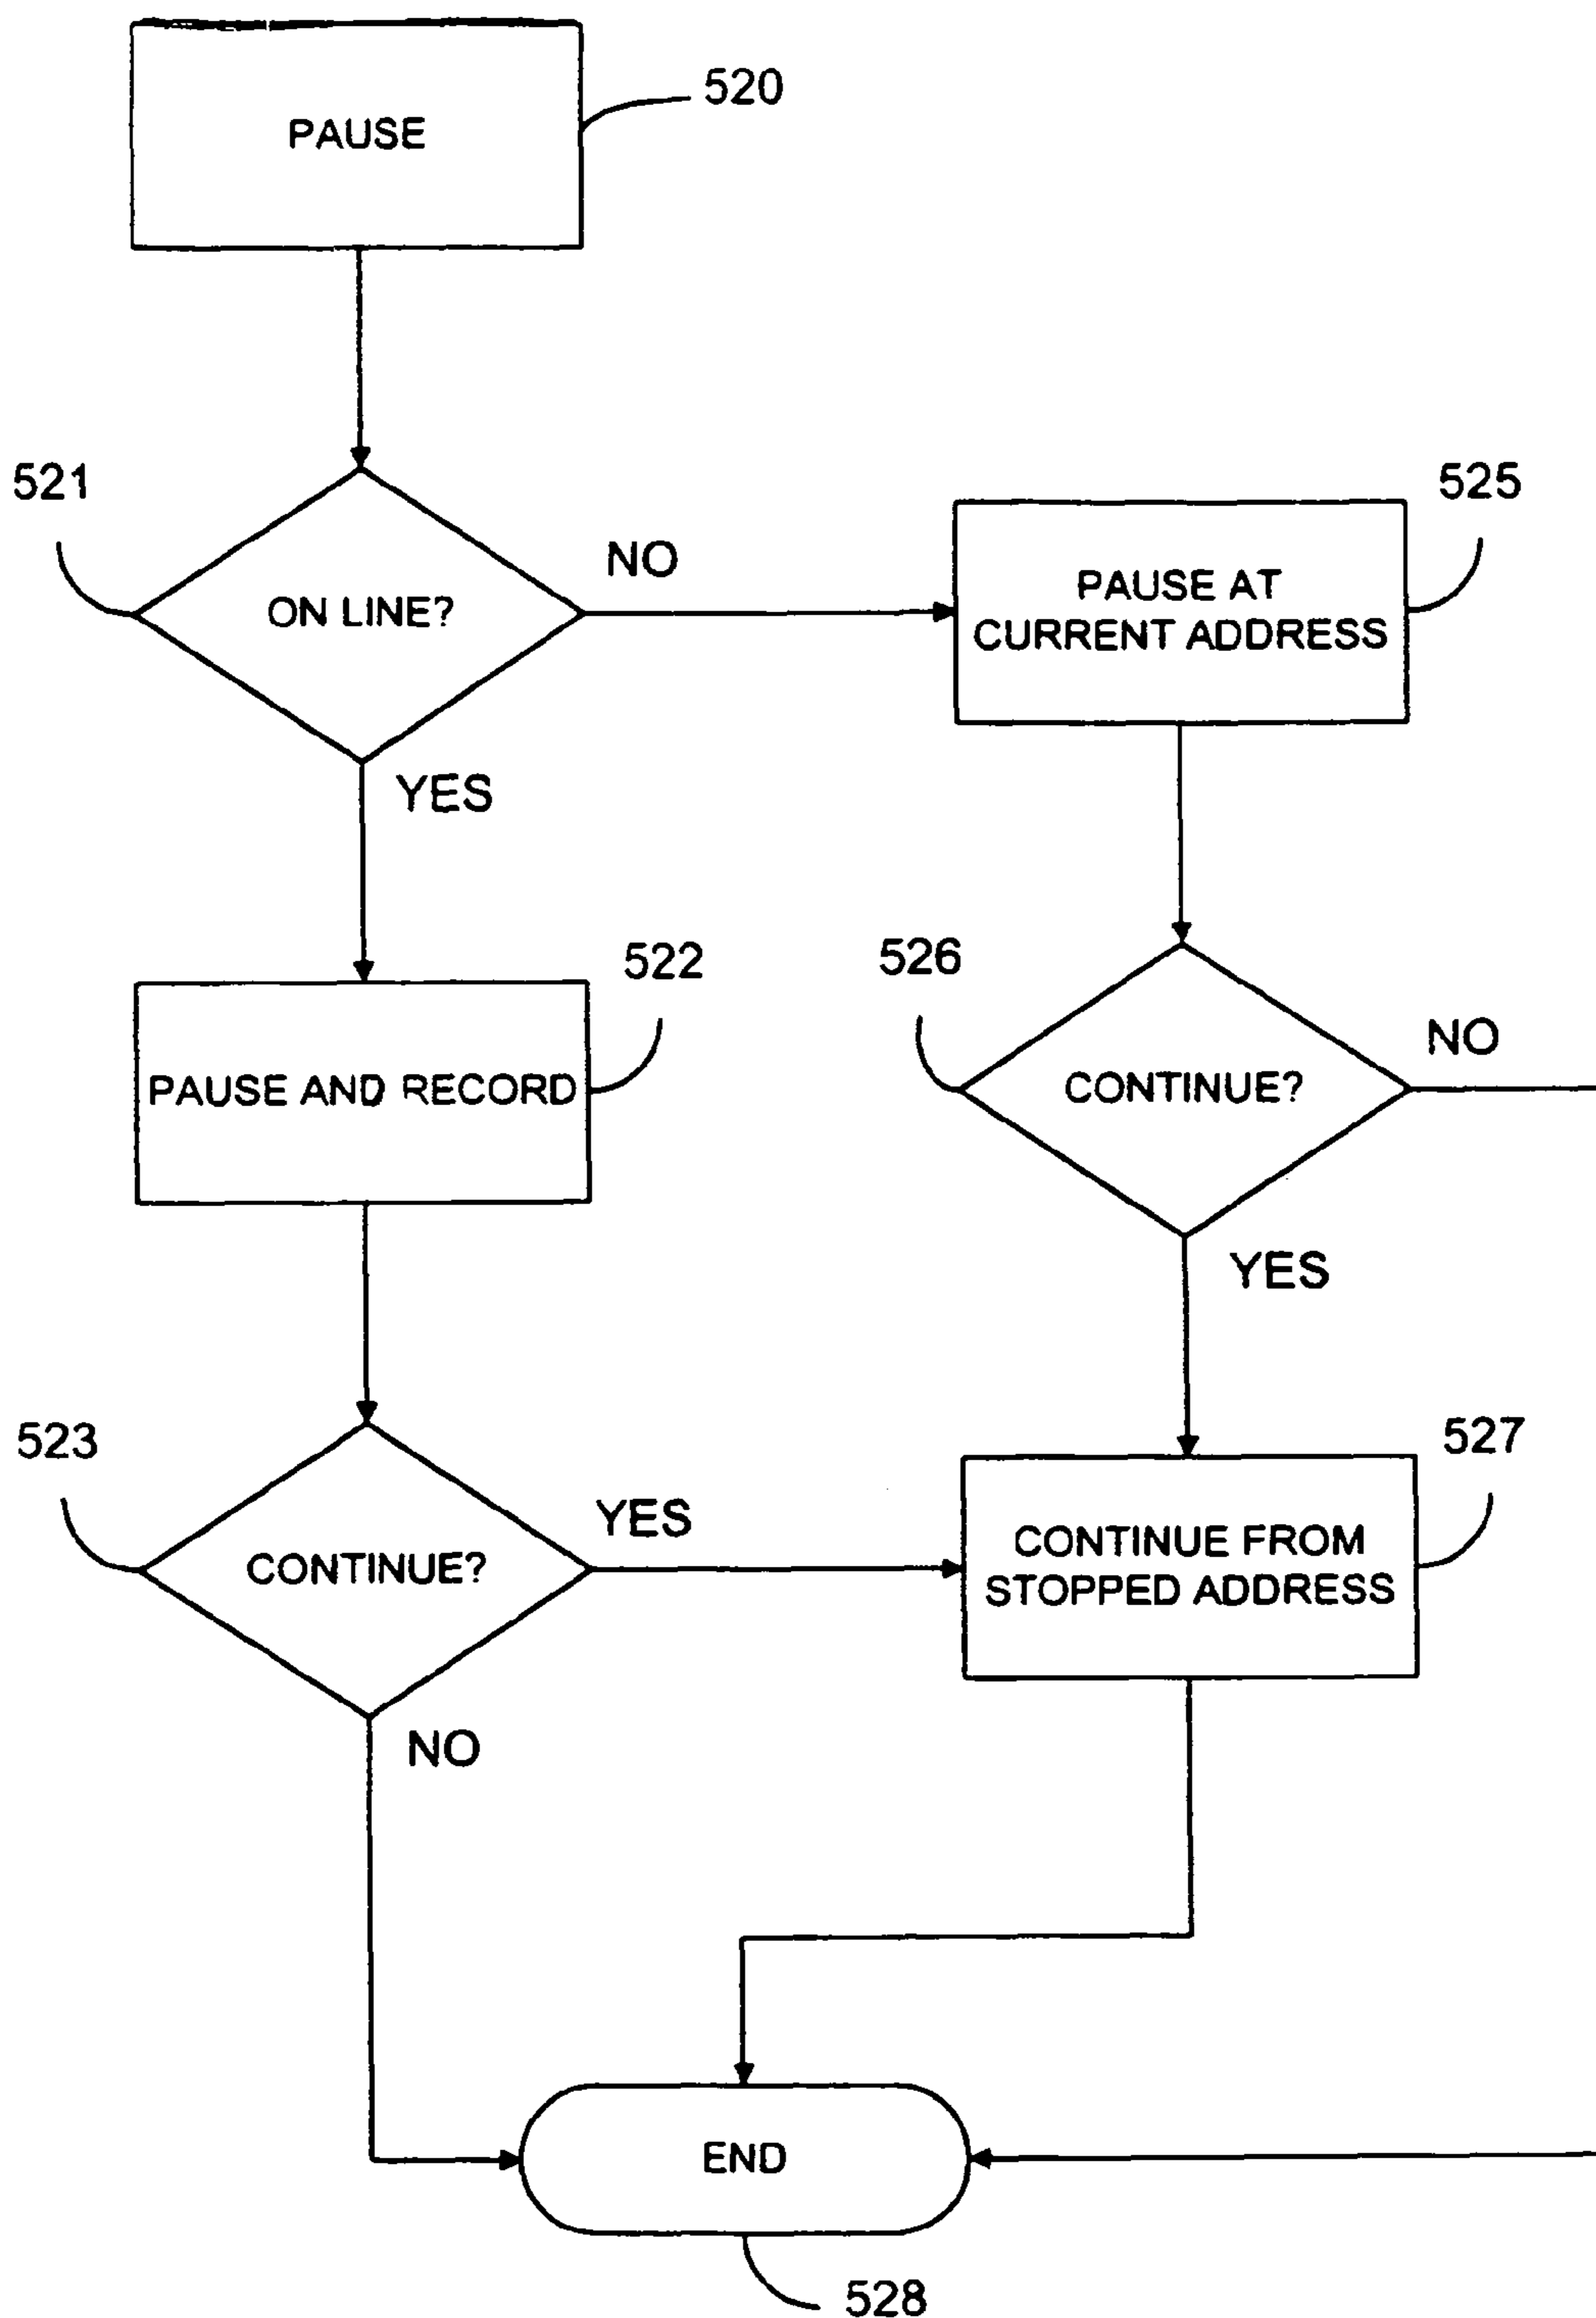 PAUSE
520
521
ON LINE?
NO
YES
525
PAUSE AT
CURRENT ADDRESS
522
PAUSE AND RECORD
526
CONTINUE?
NO
YES
523
CONTINUE?
YES
NO
527
CONTINUE FROM
STOPPED ADDRESS
END
528